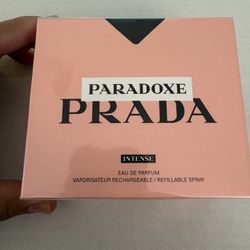 PARADOXE
PRADA
INTENSE
EAU DE PARFUM
VAPORISATEUR RECHARGEABLE / REFILLABLE SPRAY